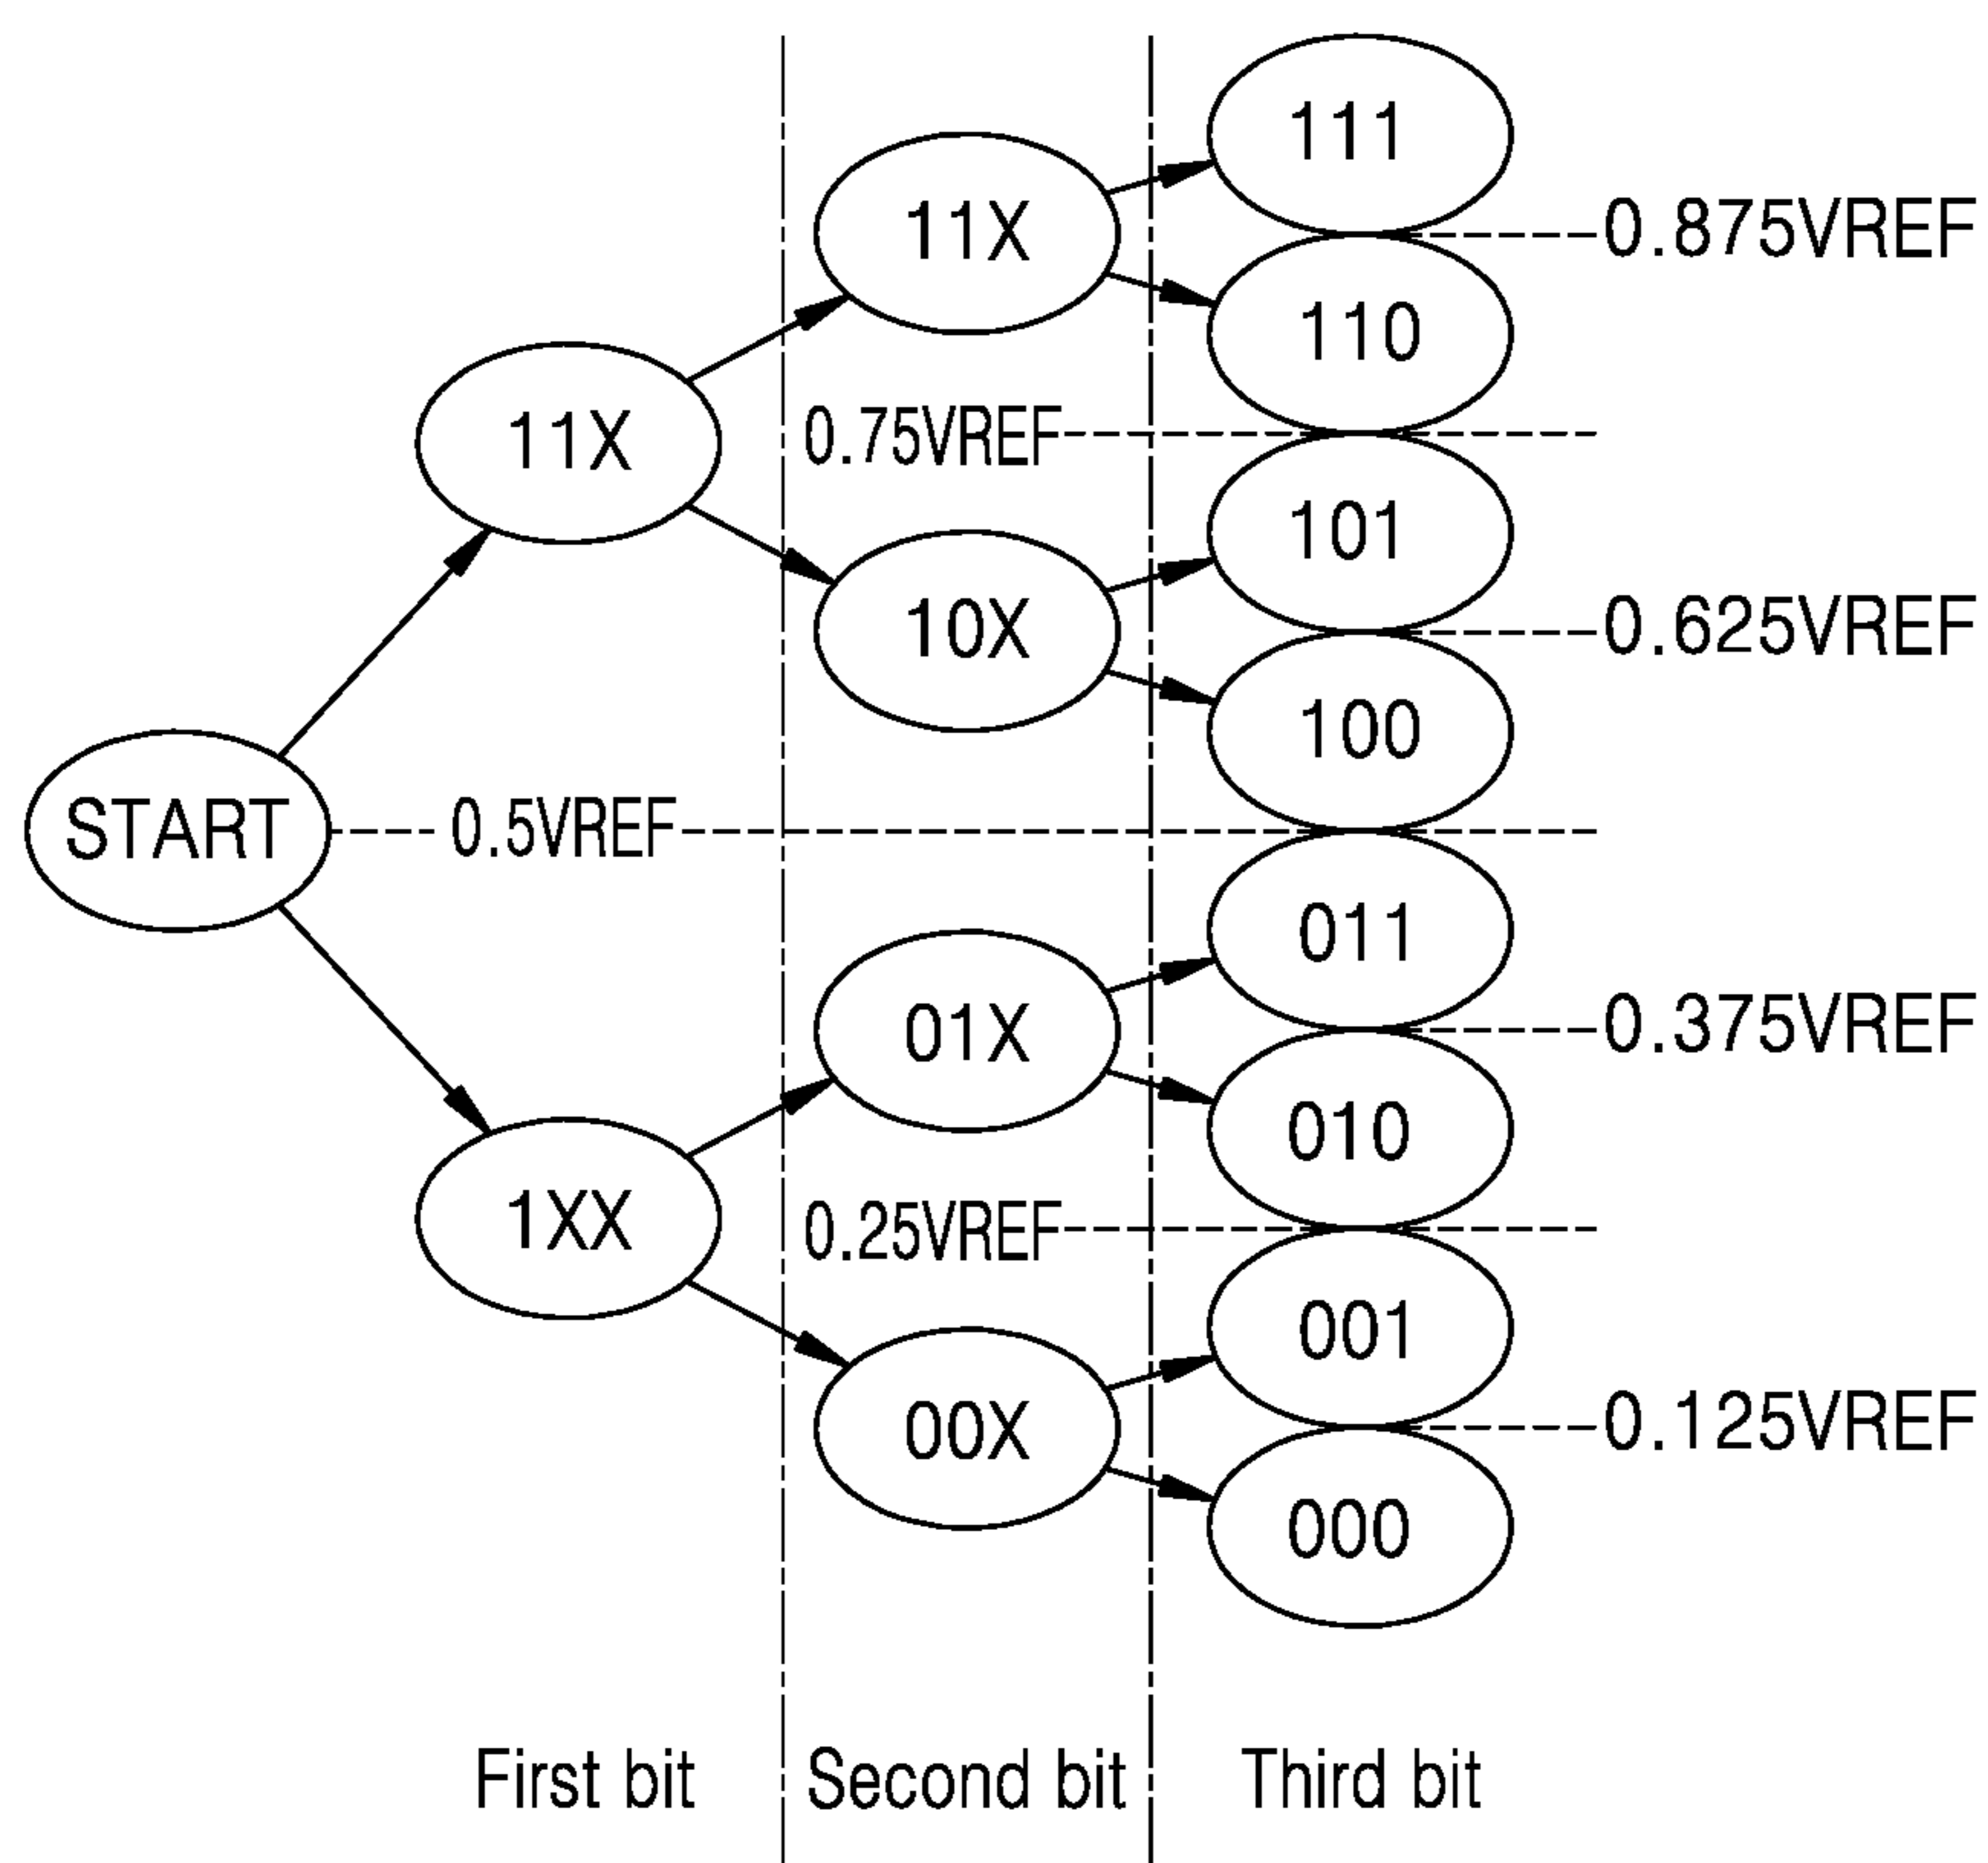 111
0.875VREF
11X
110
11X
0.75VREF
101
10X
0.625VREF
100
START
0.5VREF
011
01X
0.375VREF
010
1XX
0.25VREF
001
00X
0.125VREF
000
First bit
Second bit
Third bit